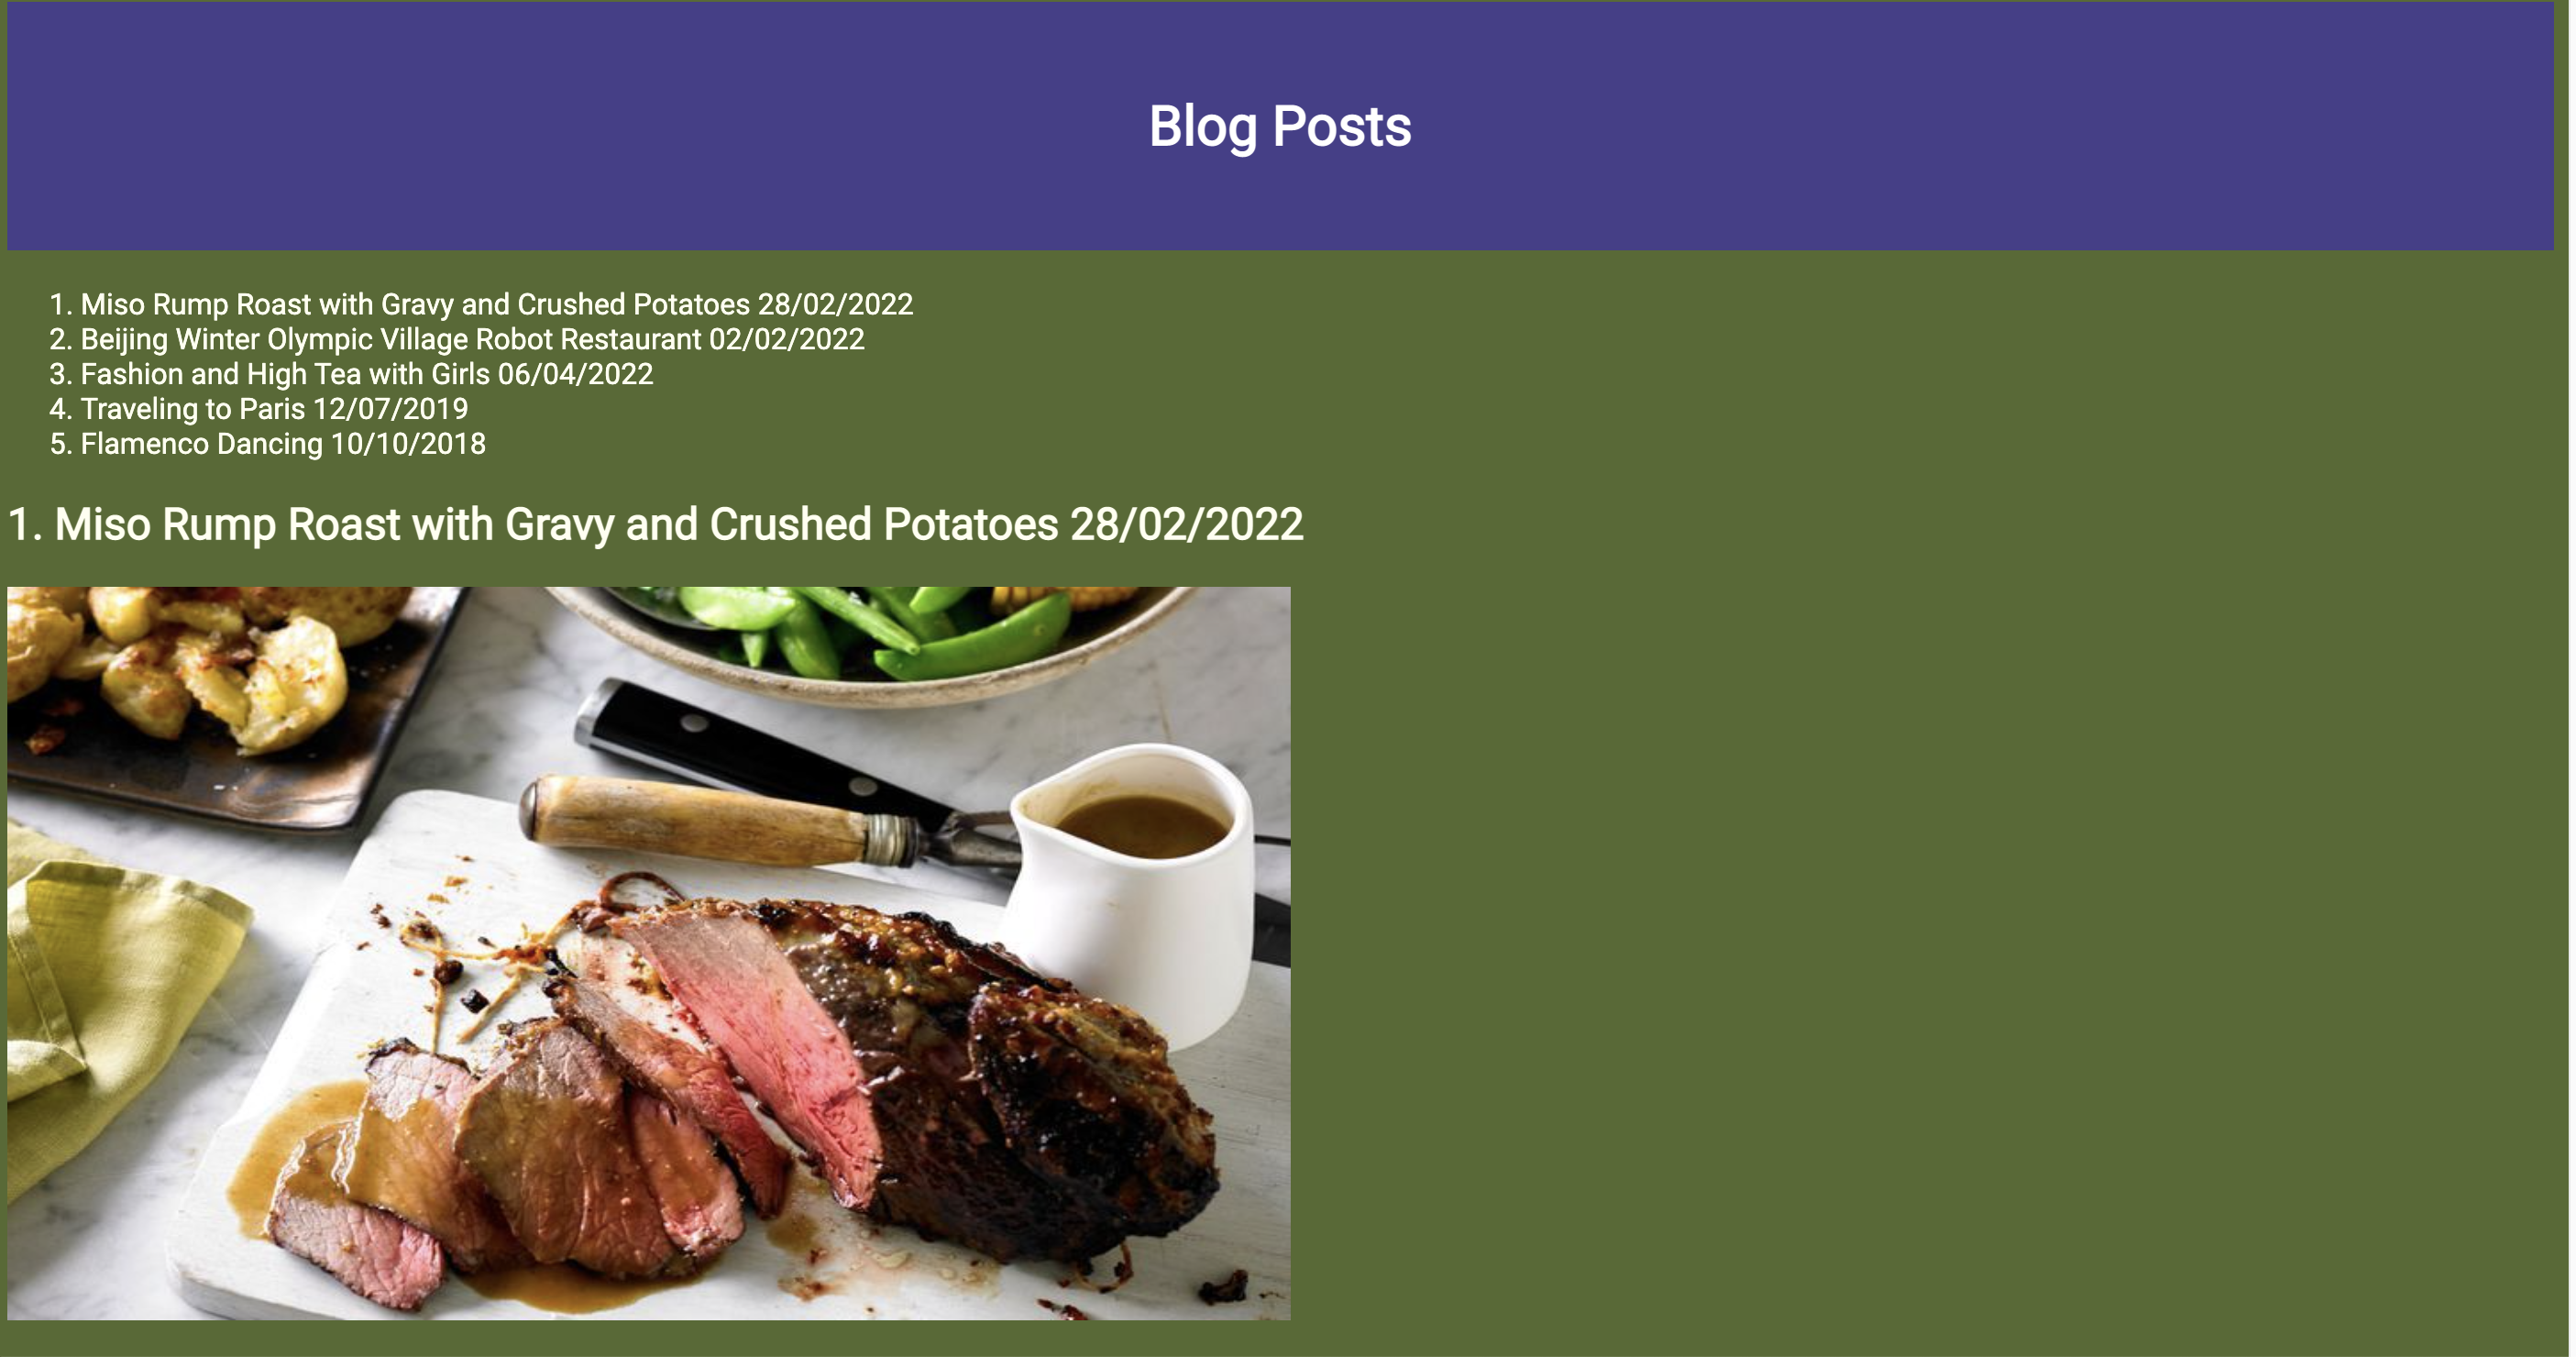 Blog Posts
1. Miso Rump Roast with Gravy and Crushed Potatoes 28/02/2022
2. Beijing Winter Olympic Village Robot Restaurant 02/02/2022
3. Fashion and High Tea with Girls 06/04/2022
4. Traveling to Paris 12/07/2019
5. Flamenco Dancing 10/10/2018
1. Miso Rump Roast with Gravy and Crushed Potatoes 28/02/2022